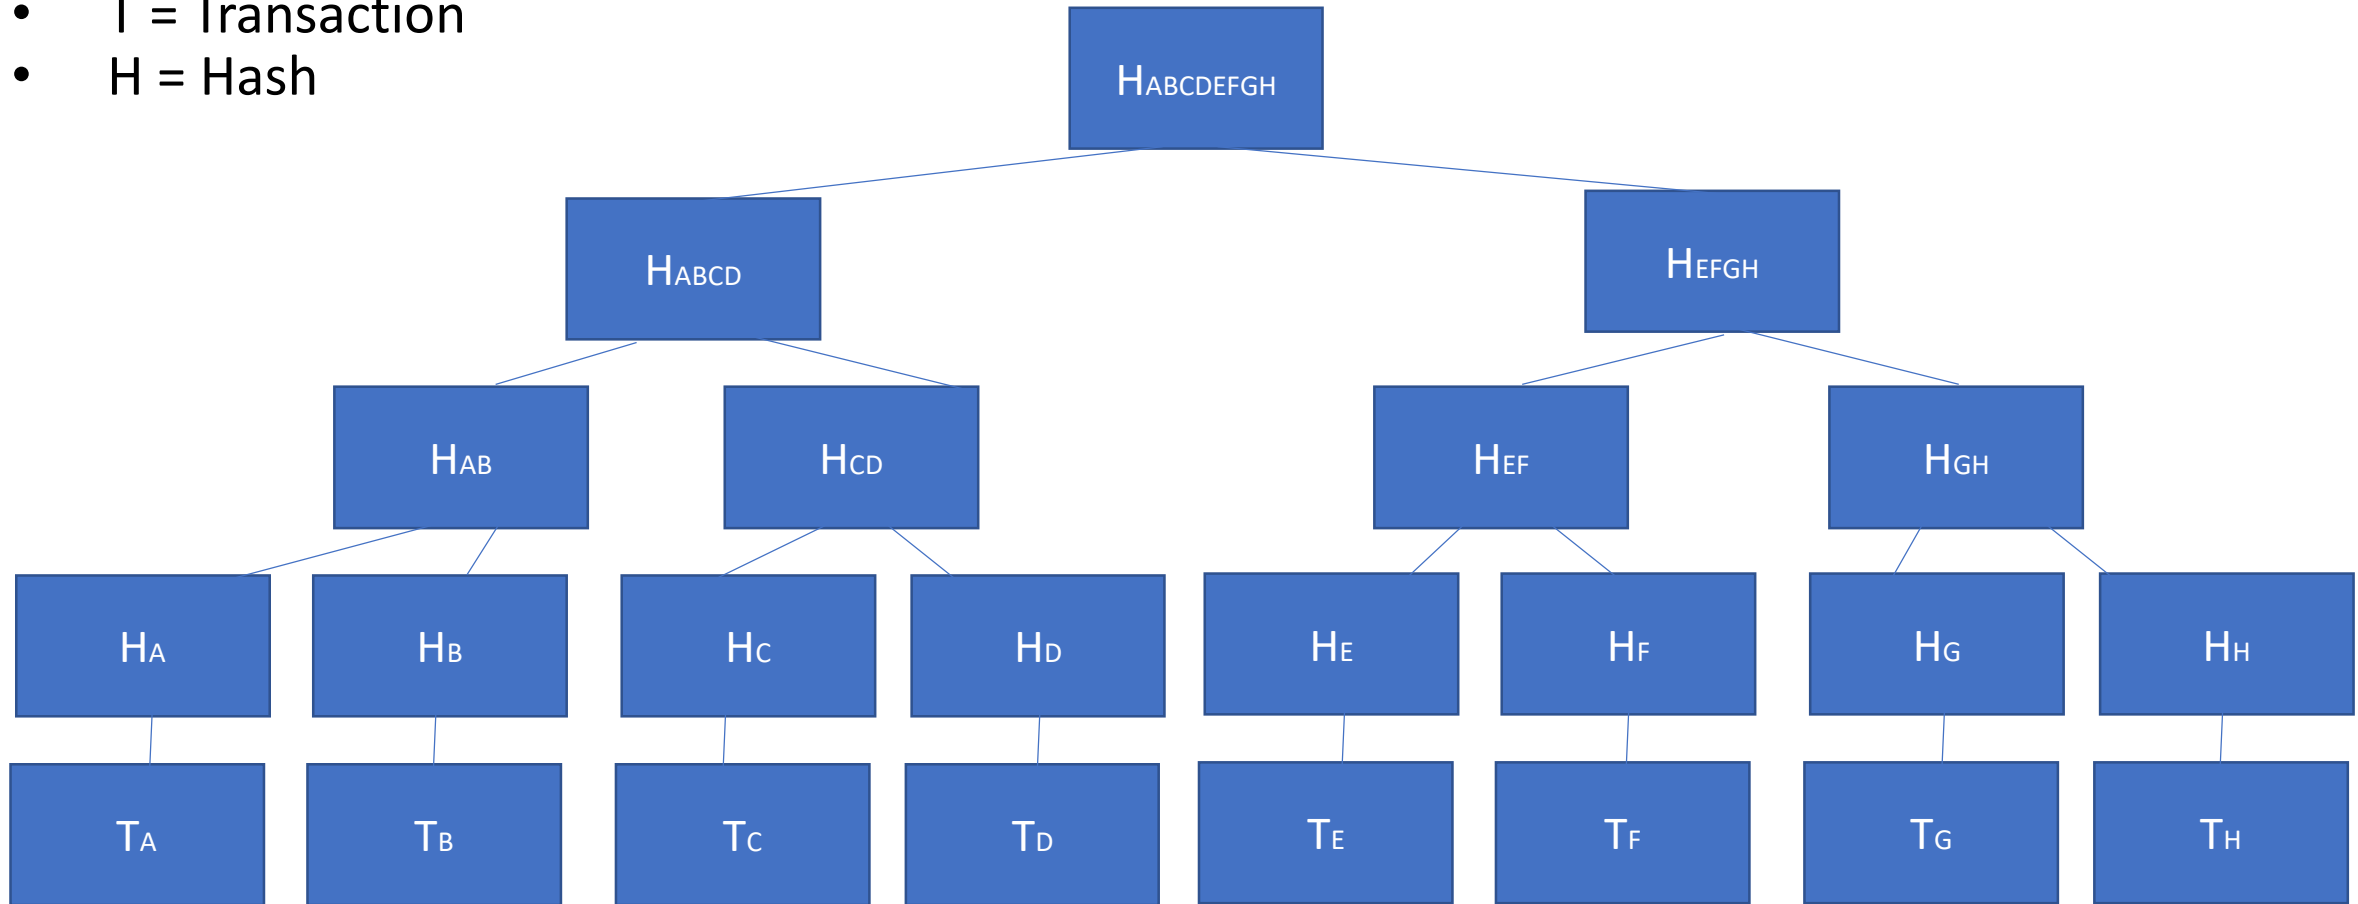 • T = Transaction
• H = Hash
HABCDEFGH
HABCD HEFGH
HAB HCD HEF HGH
HA HB HC HD HE HF HG HH
TA TB TC TD TE TF TG TH